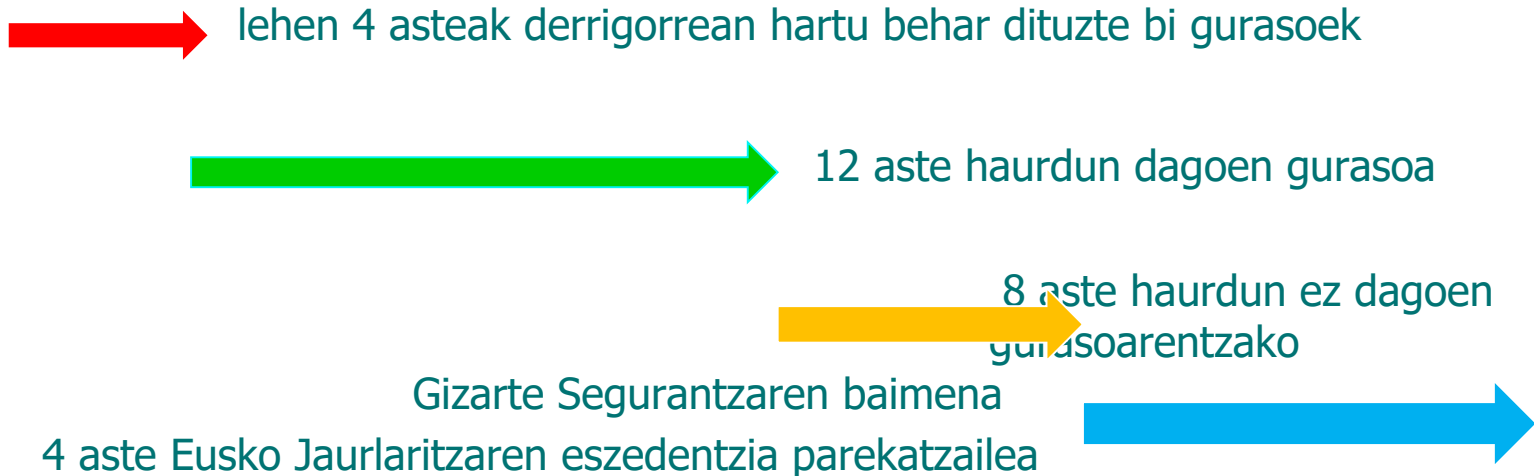 lehen 4 asteak derrigorrean hartu behar dituzte bi gurasoek
12 aste haurdun dagoen gurasoa
8 aste haurdun ez dagoen
gurasoarentzako
Gizarte Segurantzaren baimena
4 aste Eusko Jaurlaritzaren eszedentzia parekatzailea